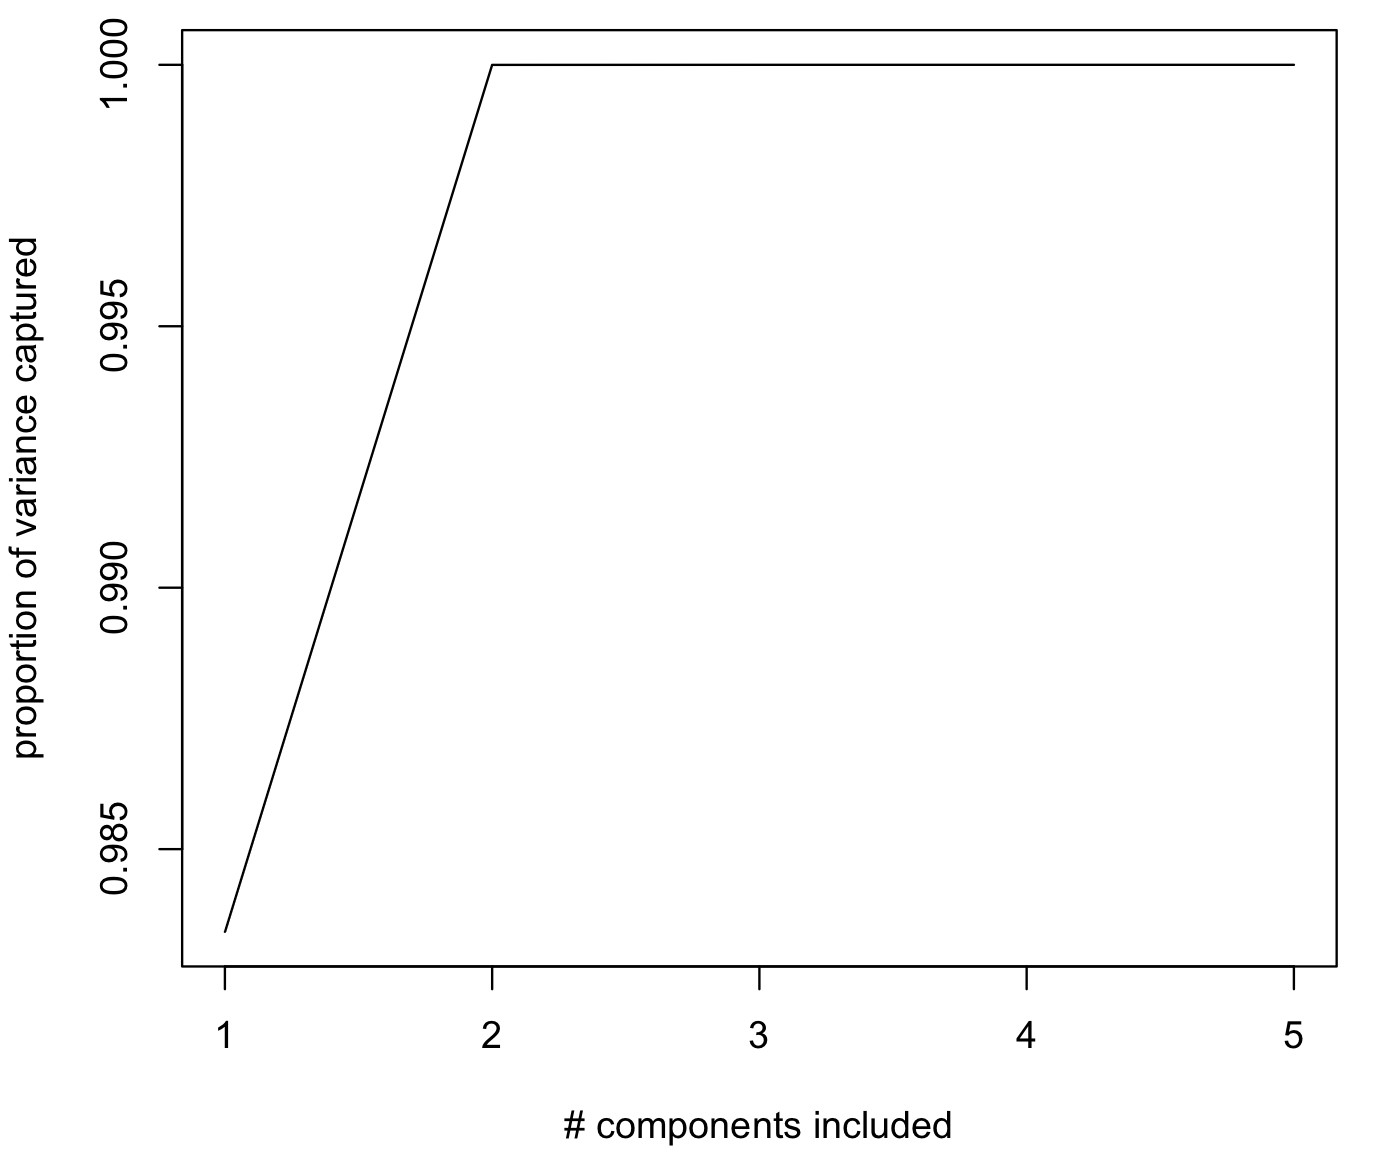 proportion of variance captured
1.000
0.995
0.990
0.985
1 2 3 4 5
# components included